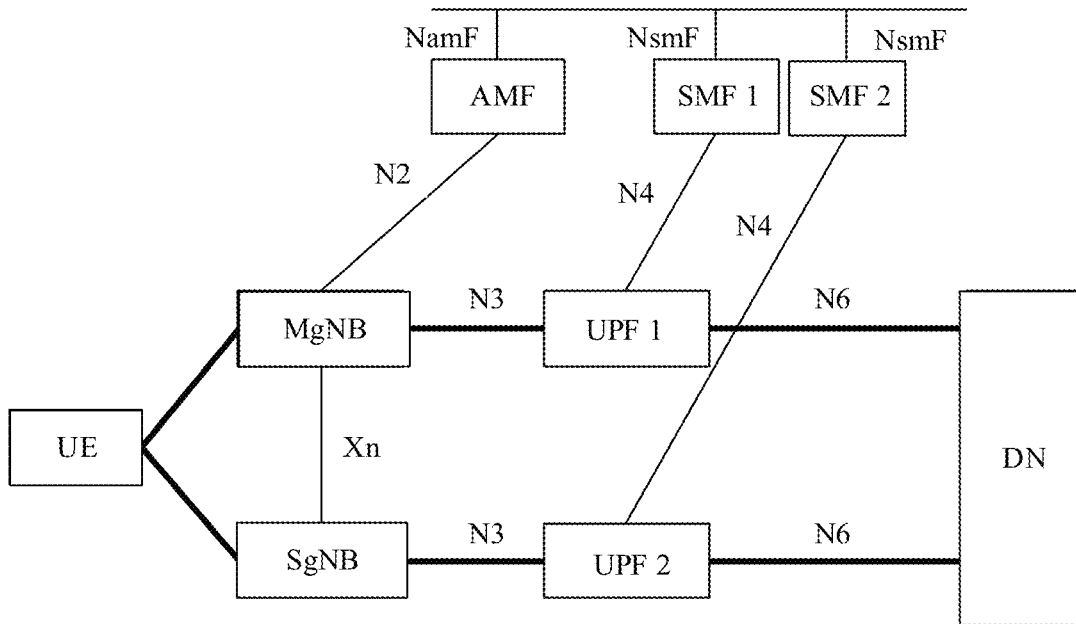 NamF
NsmF
NsmF
AMF
SMF 1
SMF 2
N2
N4
N4
N3
N6
MgNB
UPF 1
UE
Xn
DN
N3
N6
SgNB
UPF 2